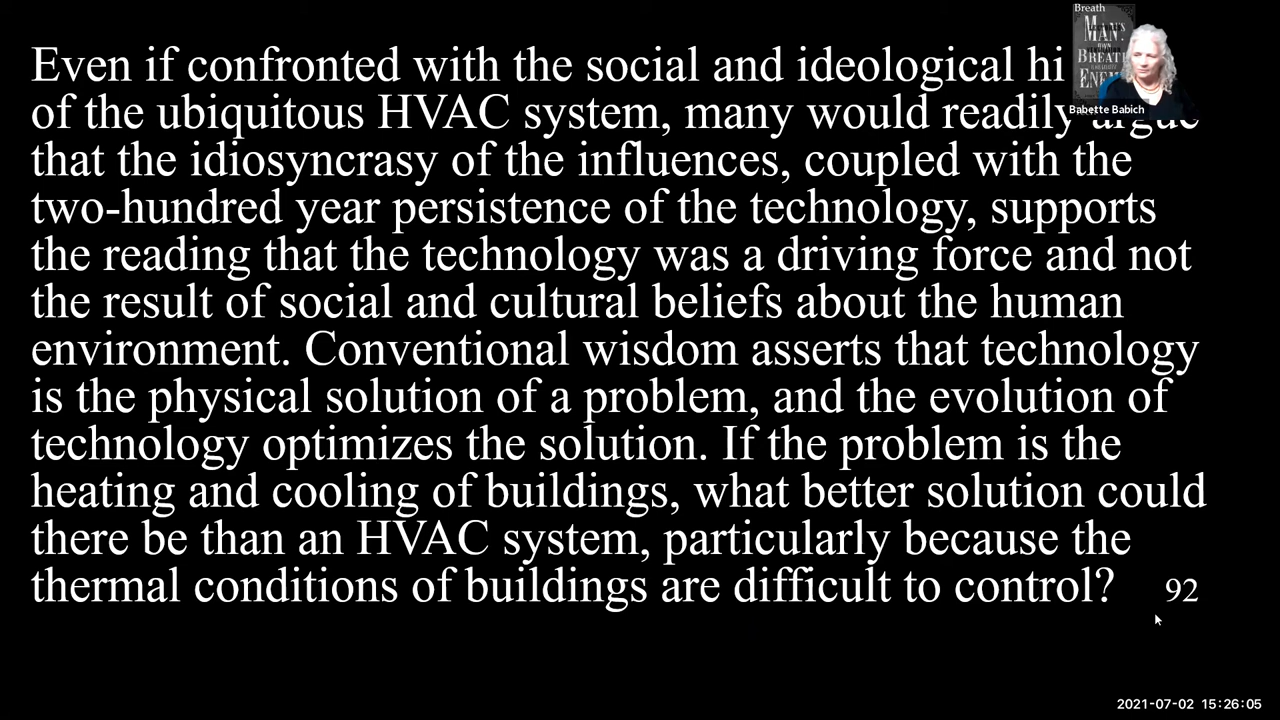 Even if confronted with the social and ideological hi
of the ubiquitous HVAC system, many would readily argue
that the idiosyncrasy of the influences, coupled with the
two-hundred year persistence of the technology, supports
the reading that the technology was a driving force and not
the result of social and cultural beliefs about the human
environment. Conventional wisdom asserts that technology
is the physical solution of a problem, and the evolution of
technology optimizes the solution. If the problem is the
heating and cooling of buildings, what better solution could
there be than an HVAC system, particularly because the
thermal conditions of buildings are difficult to control? 92
Breath
MAN'S
BREATH
ENEMY
Babette Babich
2021-07-02 15:26:05